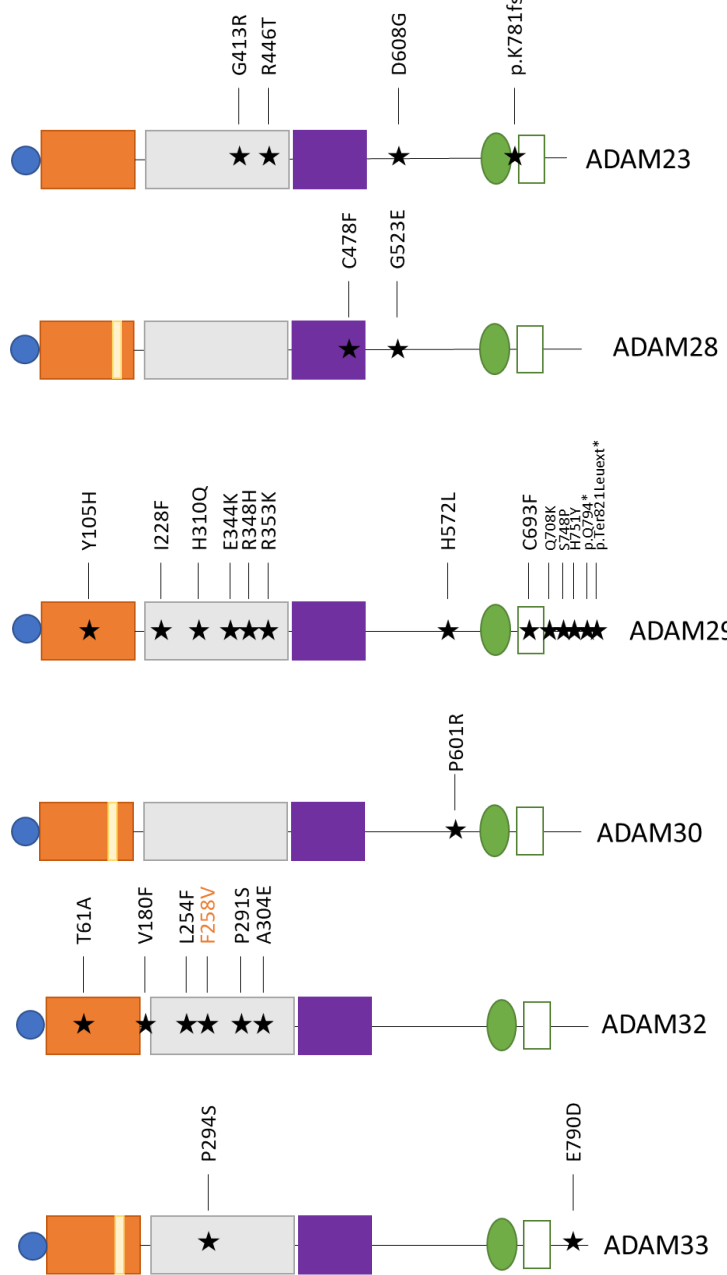 G413R
R446T
D608G
p.K781fs
ADAM23
C478F
G523E
ADAM28
Y105H
I228F
H310Q
E344K
R348H
R353K
H572L
C693F
Q708K
S748P
H751Y
p.Q794*
p.Ter821Leuext*
ADAM29
P601R
ADAM30
T61A
V180F
L254F
F258V
P291S
A304E
ADAM32
P294S
E790D
ADAM33